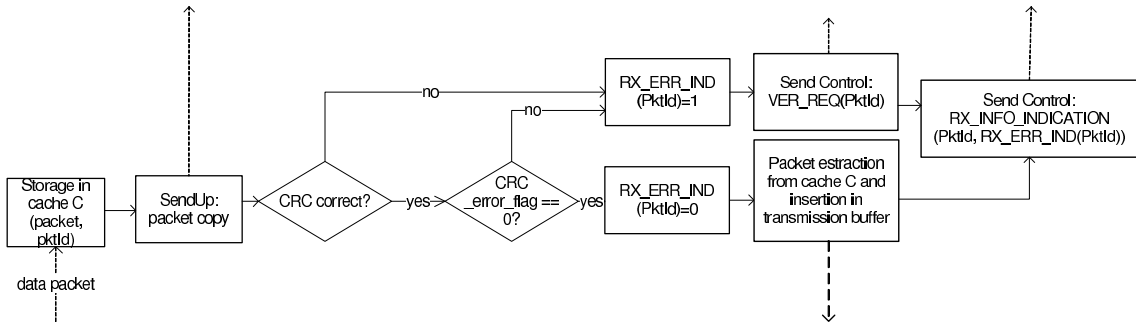 Storage in
cache C
(packet,
pktId)
data packet
SendUp:
packet copy
CRC correct?
no
yes
CRC
_error_flag ==
0?
no
yes
RX_ERR_IND
(PktId)=1
RX_ERR_IND
(PktId)=0
Send Control:
VER_REQ(PktId)
Packet estraction
from cache C and
insertion in
transmission buffer
Send Control:
RX_INFO_INDICATION
(PktId, RX_ERR_IND(PktId))